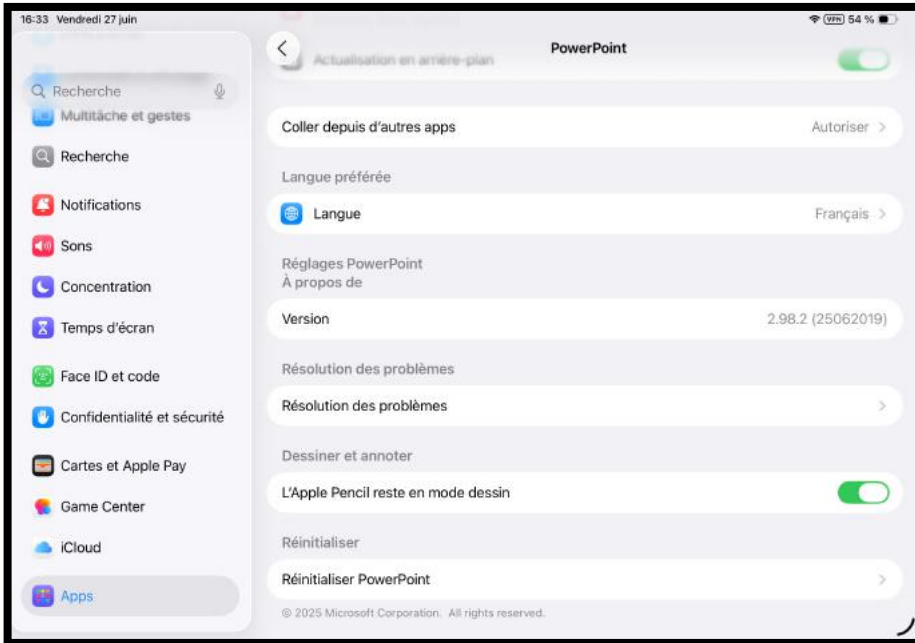 16:33 Vendredi 27 juin
VPN 54 %
Recherche
Multitâche et gestes
Recherche
Notifications
Sons
Concentration
Temps d'écran
Face ID et code
Confidentialité et sécurité
Cartes et Apple Pay
Game Center
iCloud
Apps
PowerPoint
Actualisation en arrière-plan
Coller depuis d'autres apps
Autoriser
Langue préférée
Langue
Français
Réglages PowerPoint
À propos de
Version
2.98.2 (25062019)
Résolution des problèmes
Résolution des problèmes
Dessiner et annoter
L'Apple Pencil reste en mode dessin
Réinitialiser
Réinitialiser PowerPoint
© 2025 Microsoft Corporation. All rights reserved.